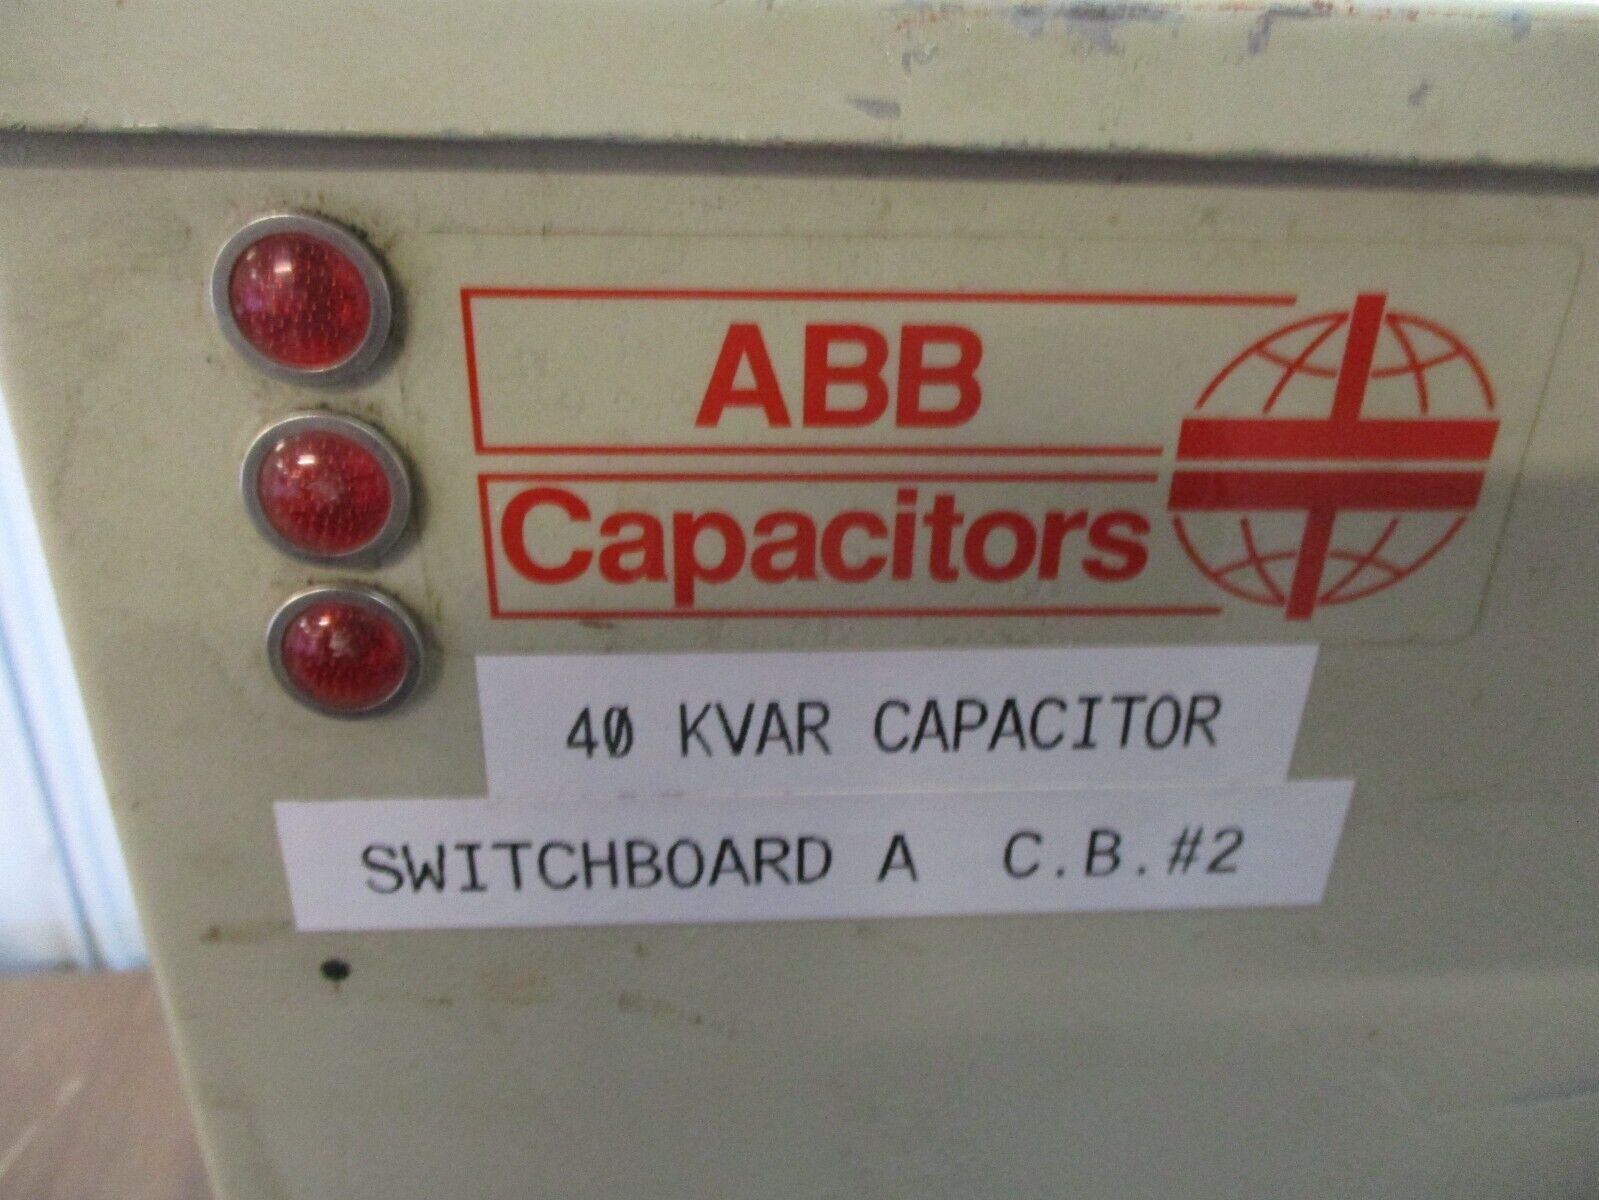 ABB
Capacitors
40 KVAR CAPACITOR
SWITCHBOARD A C.B.#2